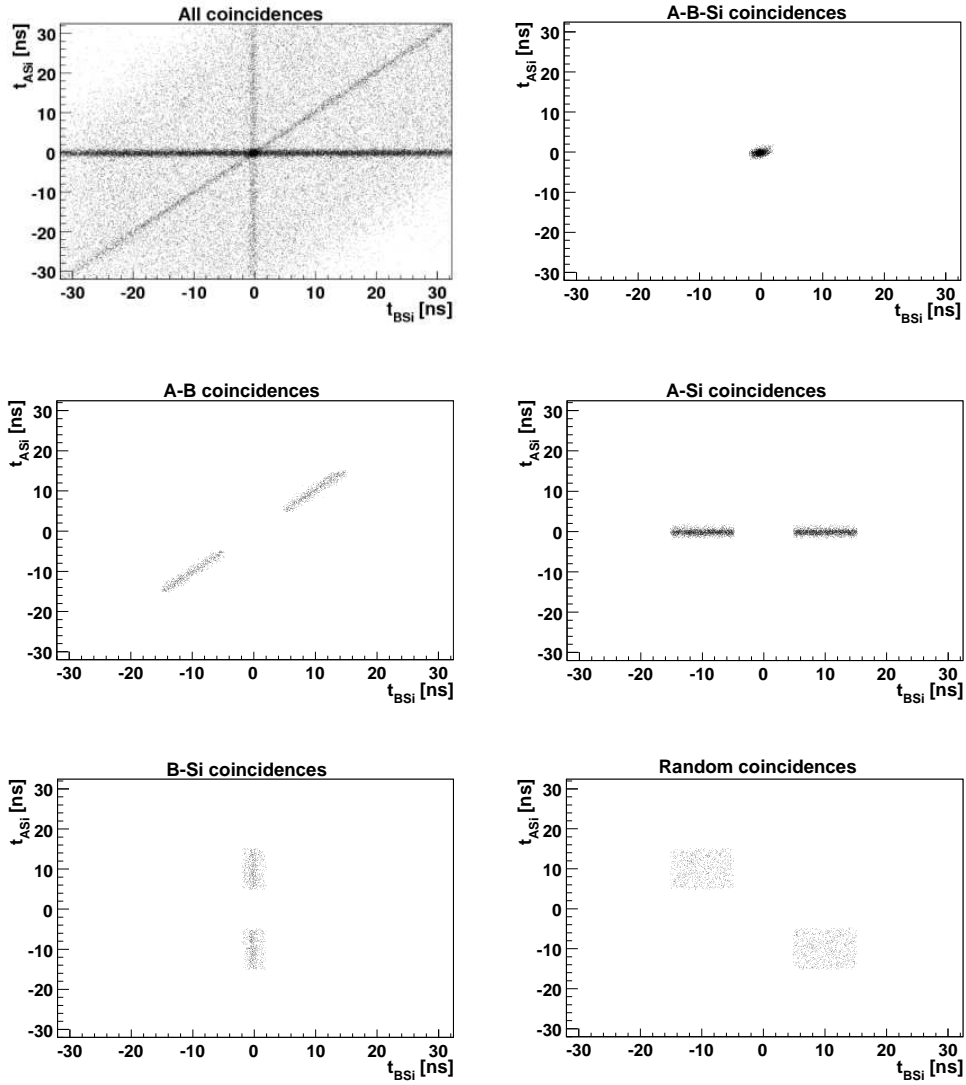 All coincidences
t_ASi [ns]
30
20
10
0
-10
-20
-30
-30 -20 -10 0 10 20 30
t_BSi [ns]
A-B-Si coincidences
t_ASi [ns]
30
20
10
0
-10
-20
-30
-30 -20 -10 0 10 20 30
t_BSi [ns]
A-B coincidences
t_ASi [ns]
30
20
10
0
-10
-20
-30
-30 -20 -10 0 10 20 30
t_BSi [ns]
A-Si coincidences
t_ASi [ns]
30
20
10
0
-10
-20
-30
-30 -20 -10 0 10 20 30
t_BSi [ns]
B-Si coincidences
t_ASi [ns]
30
20
10
0
-10
-20
-30
-30 -20 -10 0 10 20 30
t_BSi [ns]
Random coincidences
t_ASi [ns]
30
20
10
0
-10
-20
-30
-30 -20 -10 0 10 20 30
t_BSi [ns]